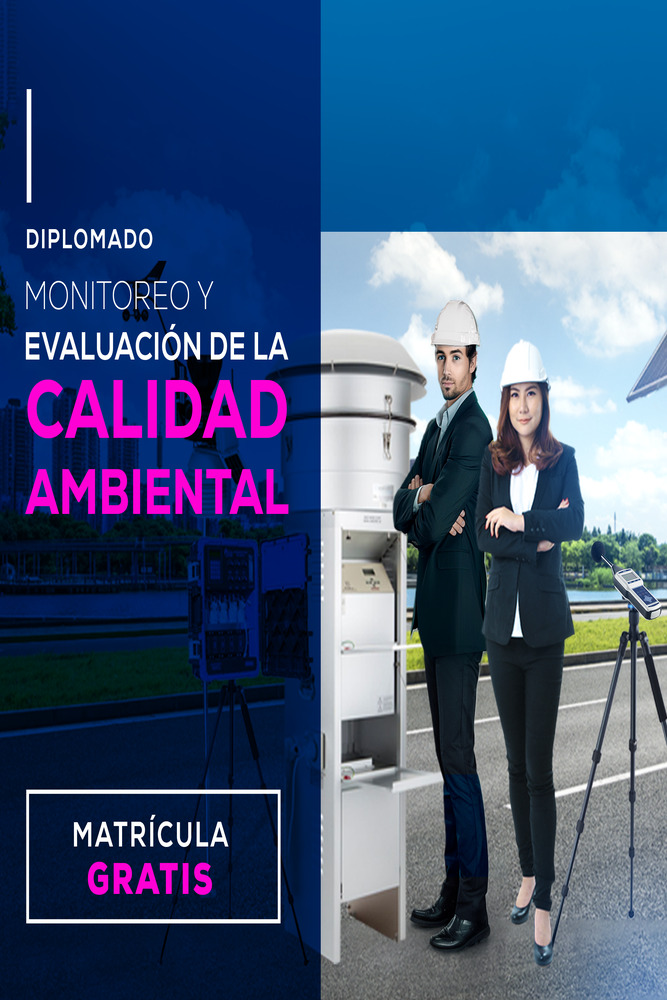 DIPLOMADO
MONITOREO Y
EVALUACIÓN DE LA
CALIDAD
AMBIENTAL
MATRÍCULA
GRATIS